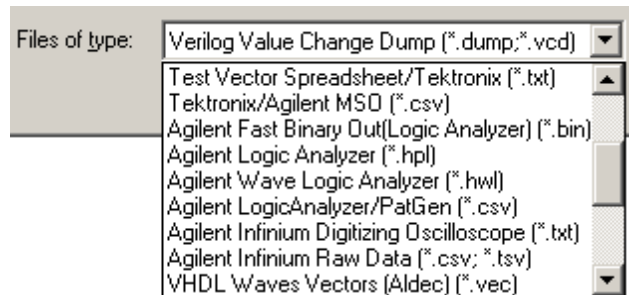 Files of type: Verilog Value Change Dump (*.dump;*.vcd)
Test Vector Spreadsheet/Tektronix (*.txt)
Tektronix/Agilent MSO (*.csv)
Agilent Fast Binary Out(Logic Analyzer) (*.bin)
Agilent Logic Analyzer (*.hpl)
Agilent Wave Logic Analyzer (*.hwl)
Agilent LogicAnalyzer/PatGen (*.csv)
Agilent Infinium Digitizing Oscilloscope (*.txt)
Agilent Infinium Raw Data (*.csv; *.tsv)
VHDL Waves Vectors (Aldec) (*.vec)